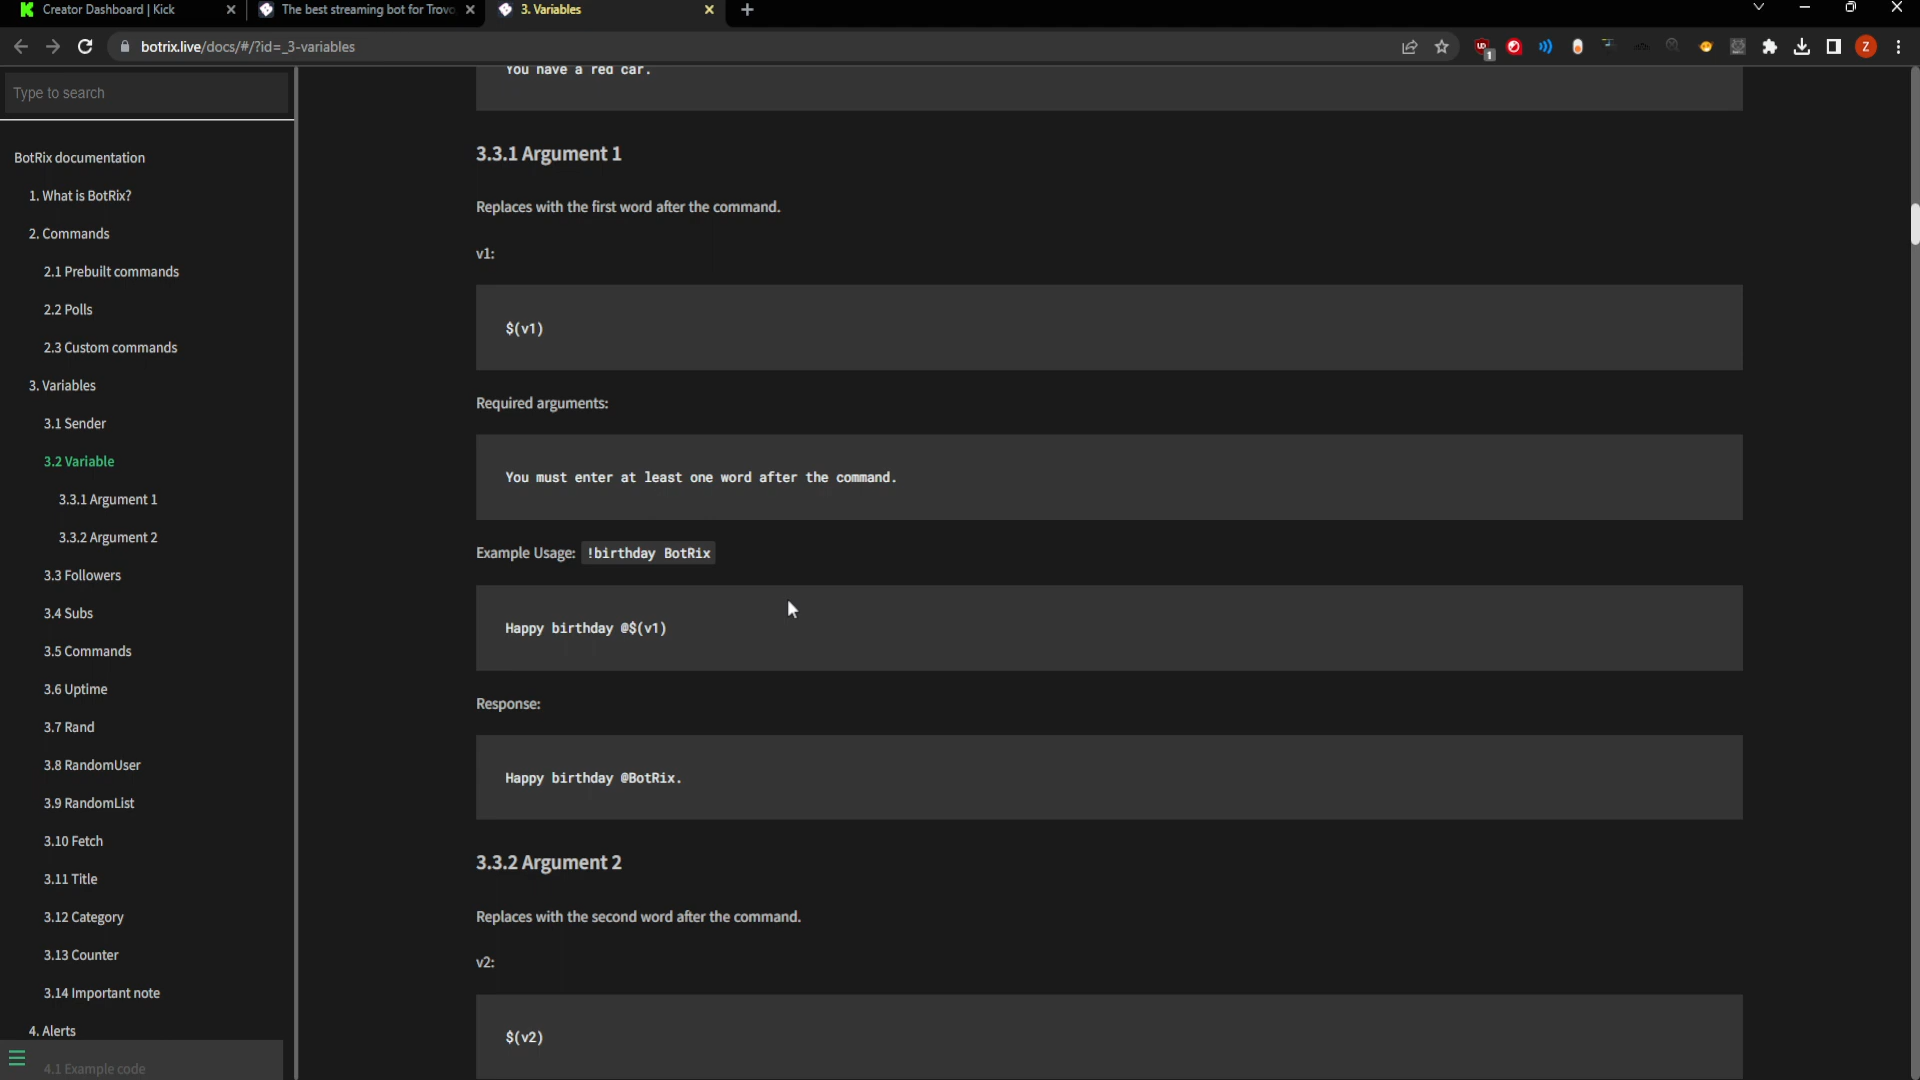 Creator Dashboard | Kick
The best streaming bot for Trovo,
3. Variables
botrix.live/docs/#/?id=_3-variables
1
Z
Type to search
BotRix documentation
1. What is BotRix?
2. Commands
2.1 Prebuilt commands
2.2 Polls
2.3 Custom commands
3. Variables
3.1 Sender
3.2 Variable
3.3.1 Argument 1
3.3.2 Argument 2
3.3 Followers
3.4 Subs
3.5 Commands
3.6 Uptime
3.7 Rand
3.8 RandomUser
3.9 RandomList
3.10 Fetch
3.11 Title
3.12 Category
3.13 Counter
3.14 Important note
4. Alerts
4.1 Example code
You have a red car.
3.3.1 Argument 1
Replaces with the first word after the command.
v1:
$(v1)
Required arguments:
You must enter at least one word after the command.
Example Usage: !birthday BotRix
Happy birthday @$(v1)
Response:
Happy birthday @BotRix.
3.3.2 Argument 2
Replaces with the second word after the command.
v2:
$(v2)